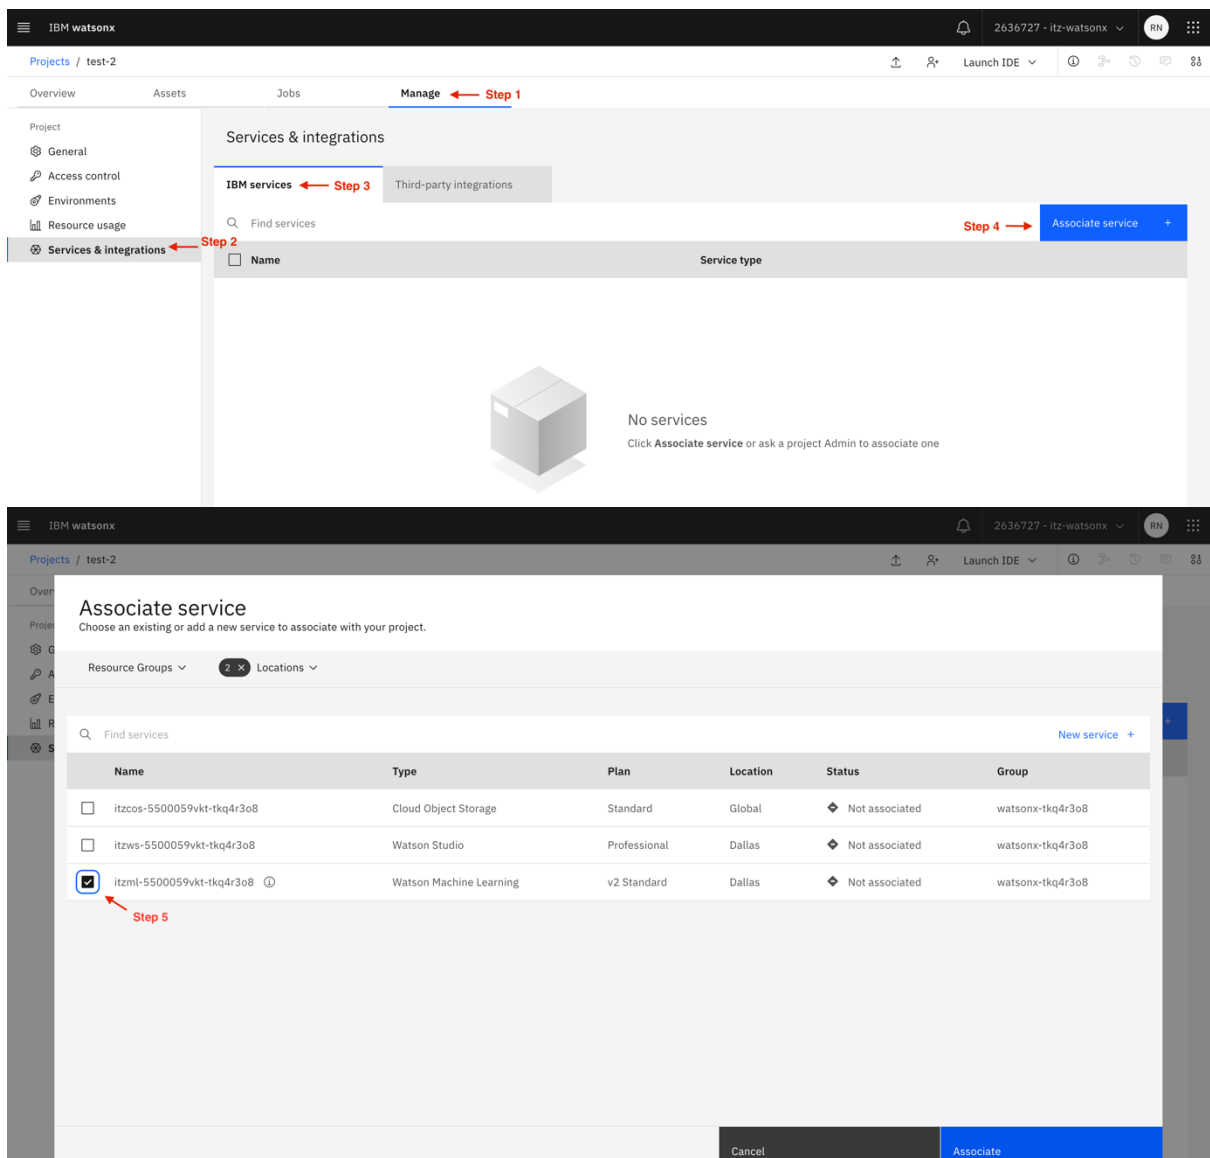 IBM watsonx
2636727 - itz-watsonx
RN
Projects / test-2
Launch IDE
Overview
Assets
Jobs
Manage
Step 1
Project
General
Access control
Environments
Resource usage
Services & integrations
Step 2
Services & integrations
IBM services
Step 3
Third-party integrations
Find services
Step 4
Associate service +
Name
Service type
No services
Click Associate service or ask a project Admin to associate one
IBM watsonx
2636727 - itz-watsonx
RN
Projects / test-2
Launch IDE
Over
Proje
G
A
E
R
S
Associate service
Choose an existing or add a new service to associate with your project.
Resource Groups
2 × Locations
Find services
New service +
Name Type Plan Location Status Group
itzcos-5500059vkt-tkq4r3o8 Cloud Object Storage Standard Global Not associated watsonx-tkq4r3o8
itzws-5500059vkt-tkq4r3o8 Watson Studio Professional Dallas Not associated watsonx-tkq4r3o8
itzml-5500059vkt-tkq4r3o8 Watson Machine Learning v2 Standard Dallas Not associated watsonx-tkq4r3o8
Step 5
Cancel
Associate